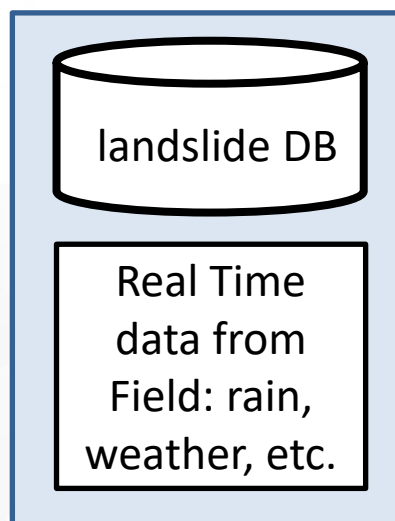 landslide DB
Real Time
data from
Field: rain,
weather, etc.